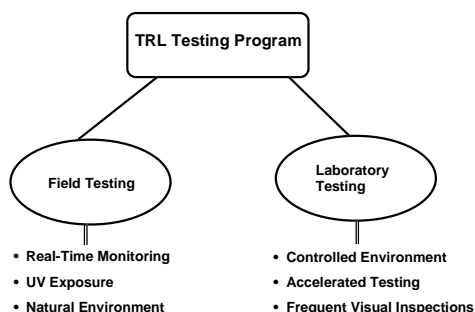 TRL Testing Program
Field Testing
Laboratory
Testing
• Real-Time Monitoring
• UV Exposure
• Natural Environment
• Controlled Environment
• Accelerated Testing
• Frequent Visual Inspections